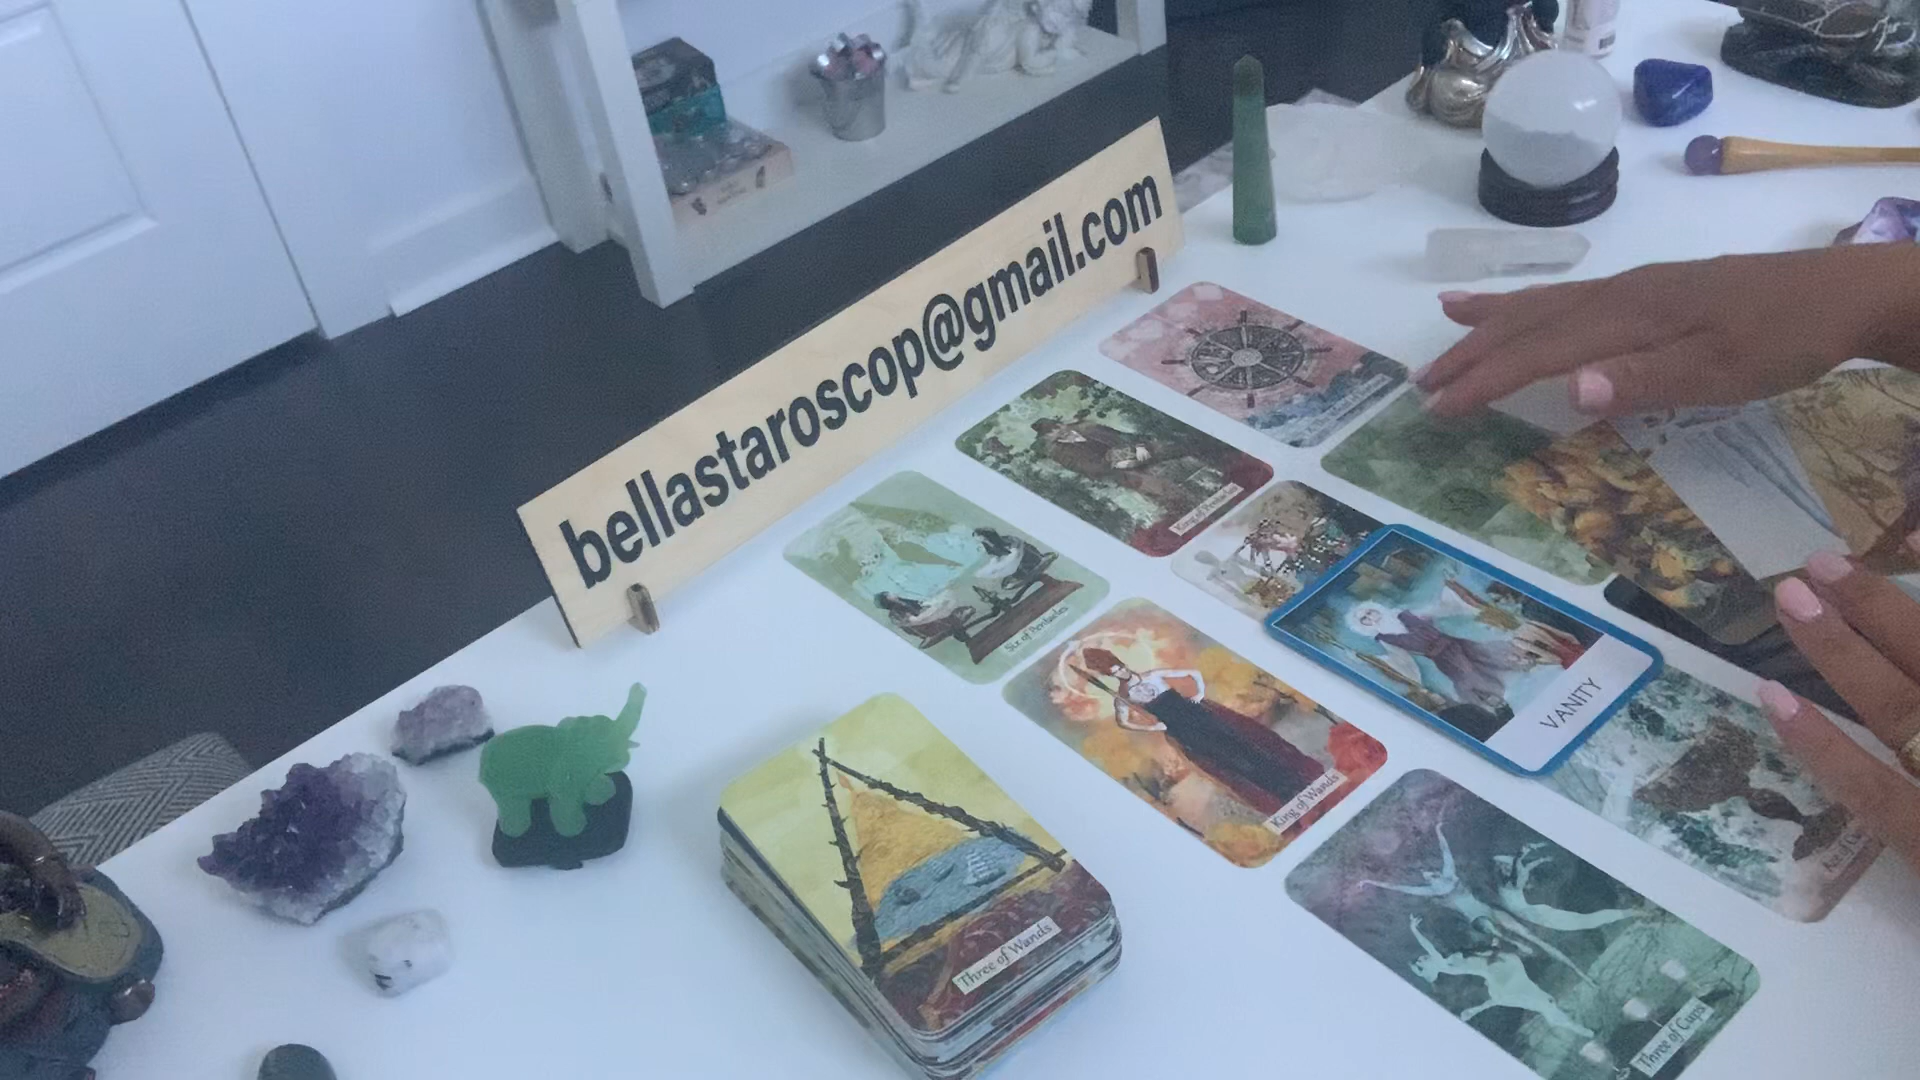 bellastaroscop@gmail.com
King of Pentacles
Six of Pentacles
King of Wands
VANITY
Three of Wands
Three of Cups